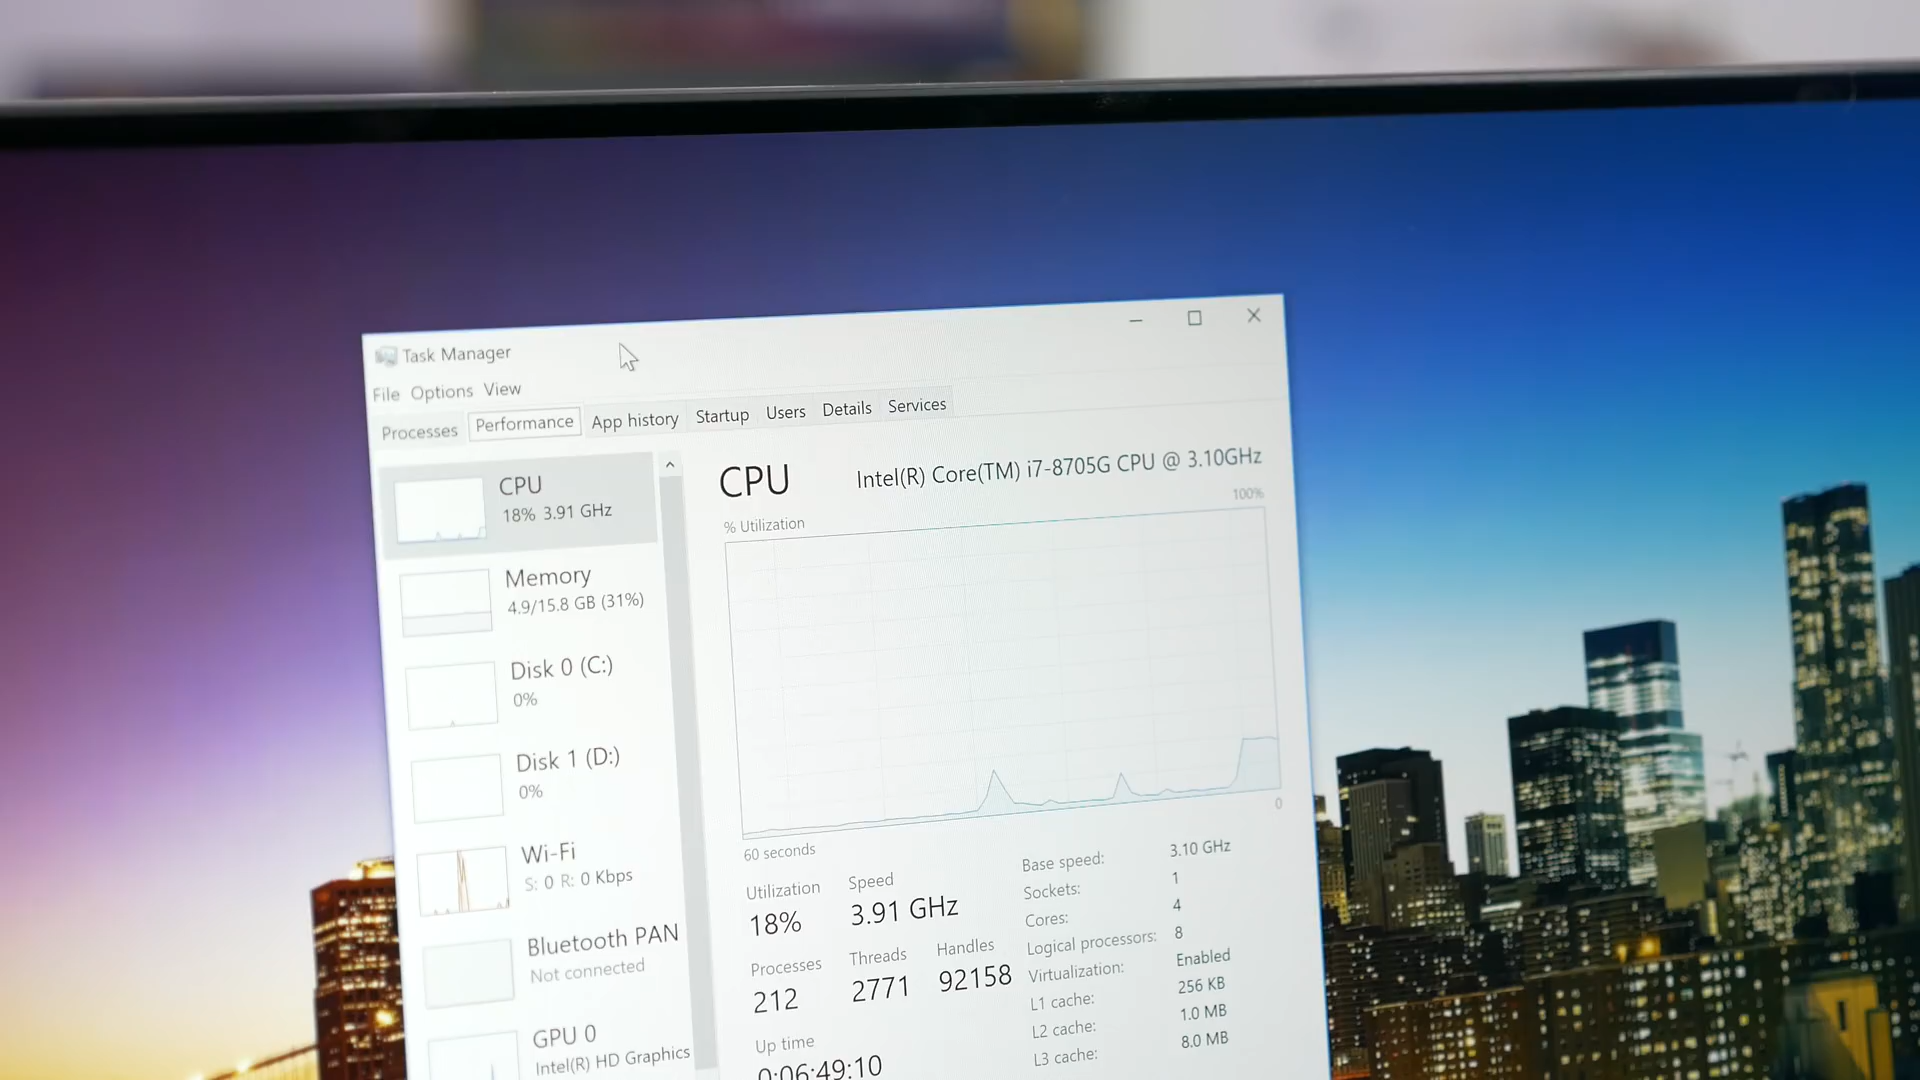 Task Manager
File Options View
Processes Performance App history Startup Users Details Services
CPU
18% 3.91 GHz
Memory
4.9/15.8 GB (31%)
Disk 0 (C:)
0%
Disk 1 (D:)
0%
Wi-Fi
S: 0 R: 0 Kbps
Bluetooth PAN
Not connected
GPU 0
Intel(R) HD Graphics
CPU Intel(R) Core(TM) i7-8705G CPU @ 3.10GHz
% Utilization 100%
60 seconds 0
Utilization Speed
18% 3.91 GHz
Processes Threads Handles
212 2771 92158
Up time
0:06:49:10
Base speed: 3.10 GHz
Sockets: 1
Cores: 4
Logical processors: 8
Virtualization: Enabled
L1 cache: 256 KB
L2 cache: 1.0 MB
L3 cache: 8.0 MB